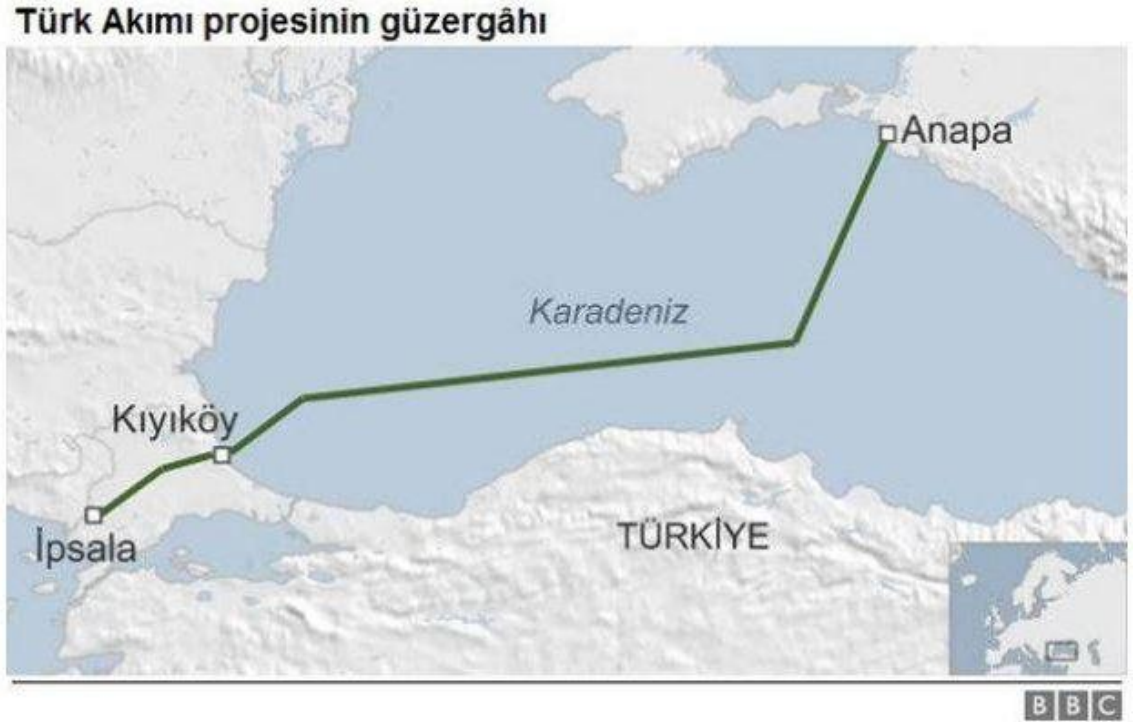 Türk Akımı projesinin güzergâhı
Anapa
Karadeniz
Kıyıköy
TÜRKİYE
İpsala
BBC